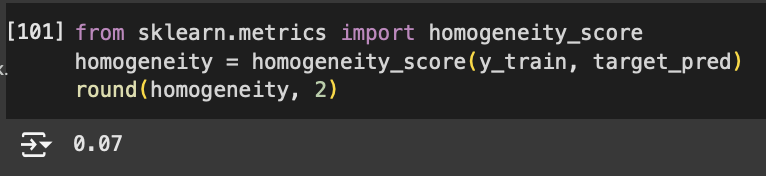 [101] from sklearn.metrics import homogeneity_score
homogeneity = homogeneity_score(y_train, target_pred)
round(homogeneity, 2)
0.07